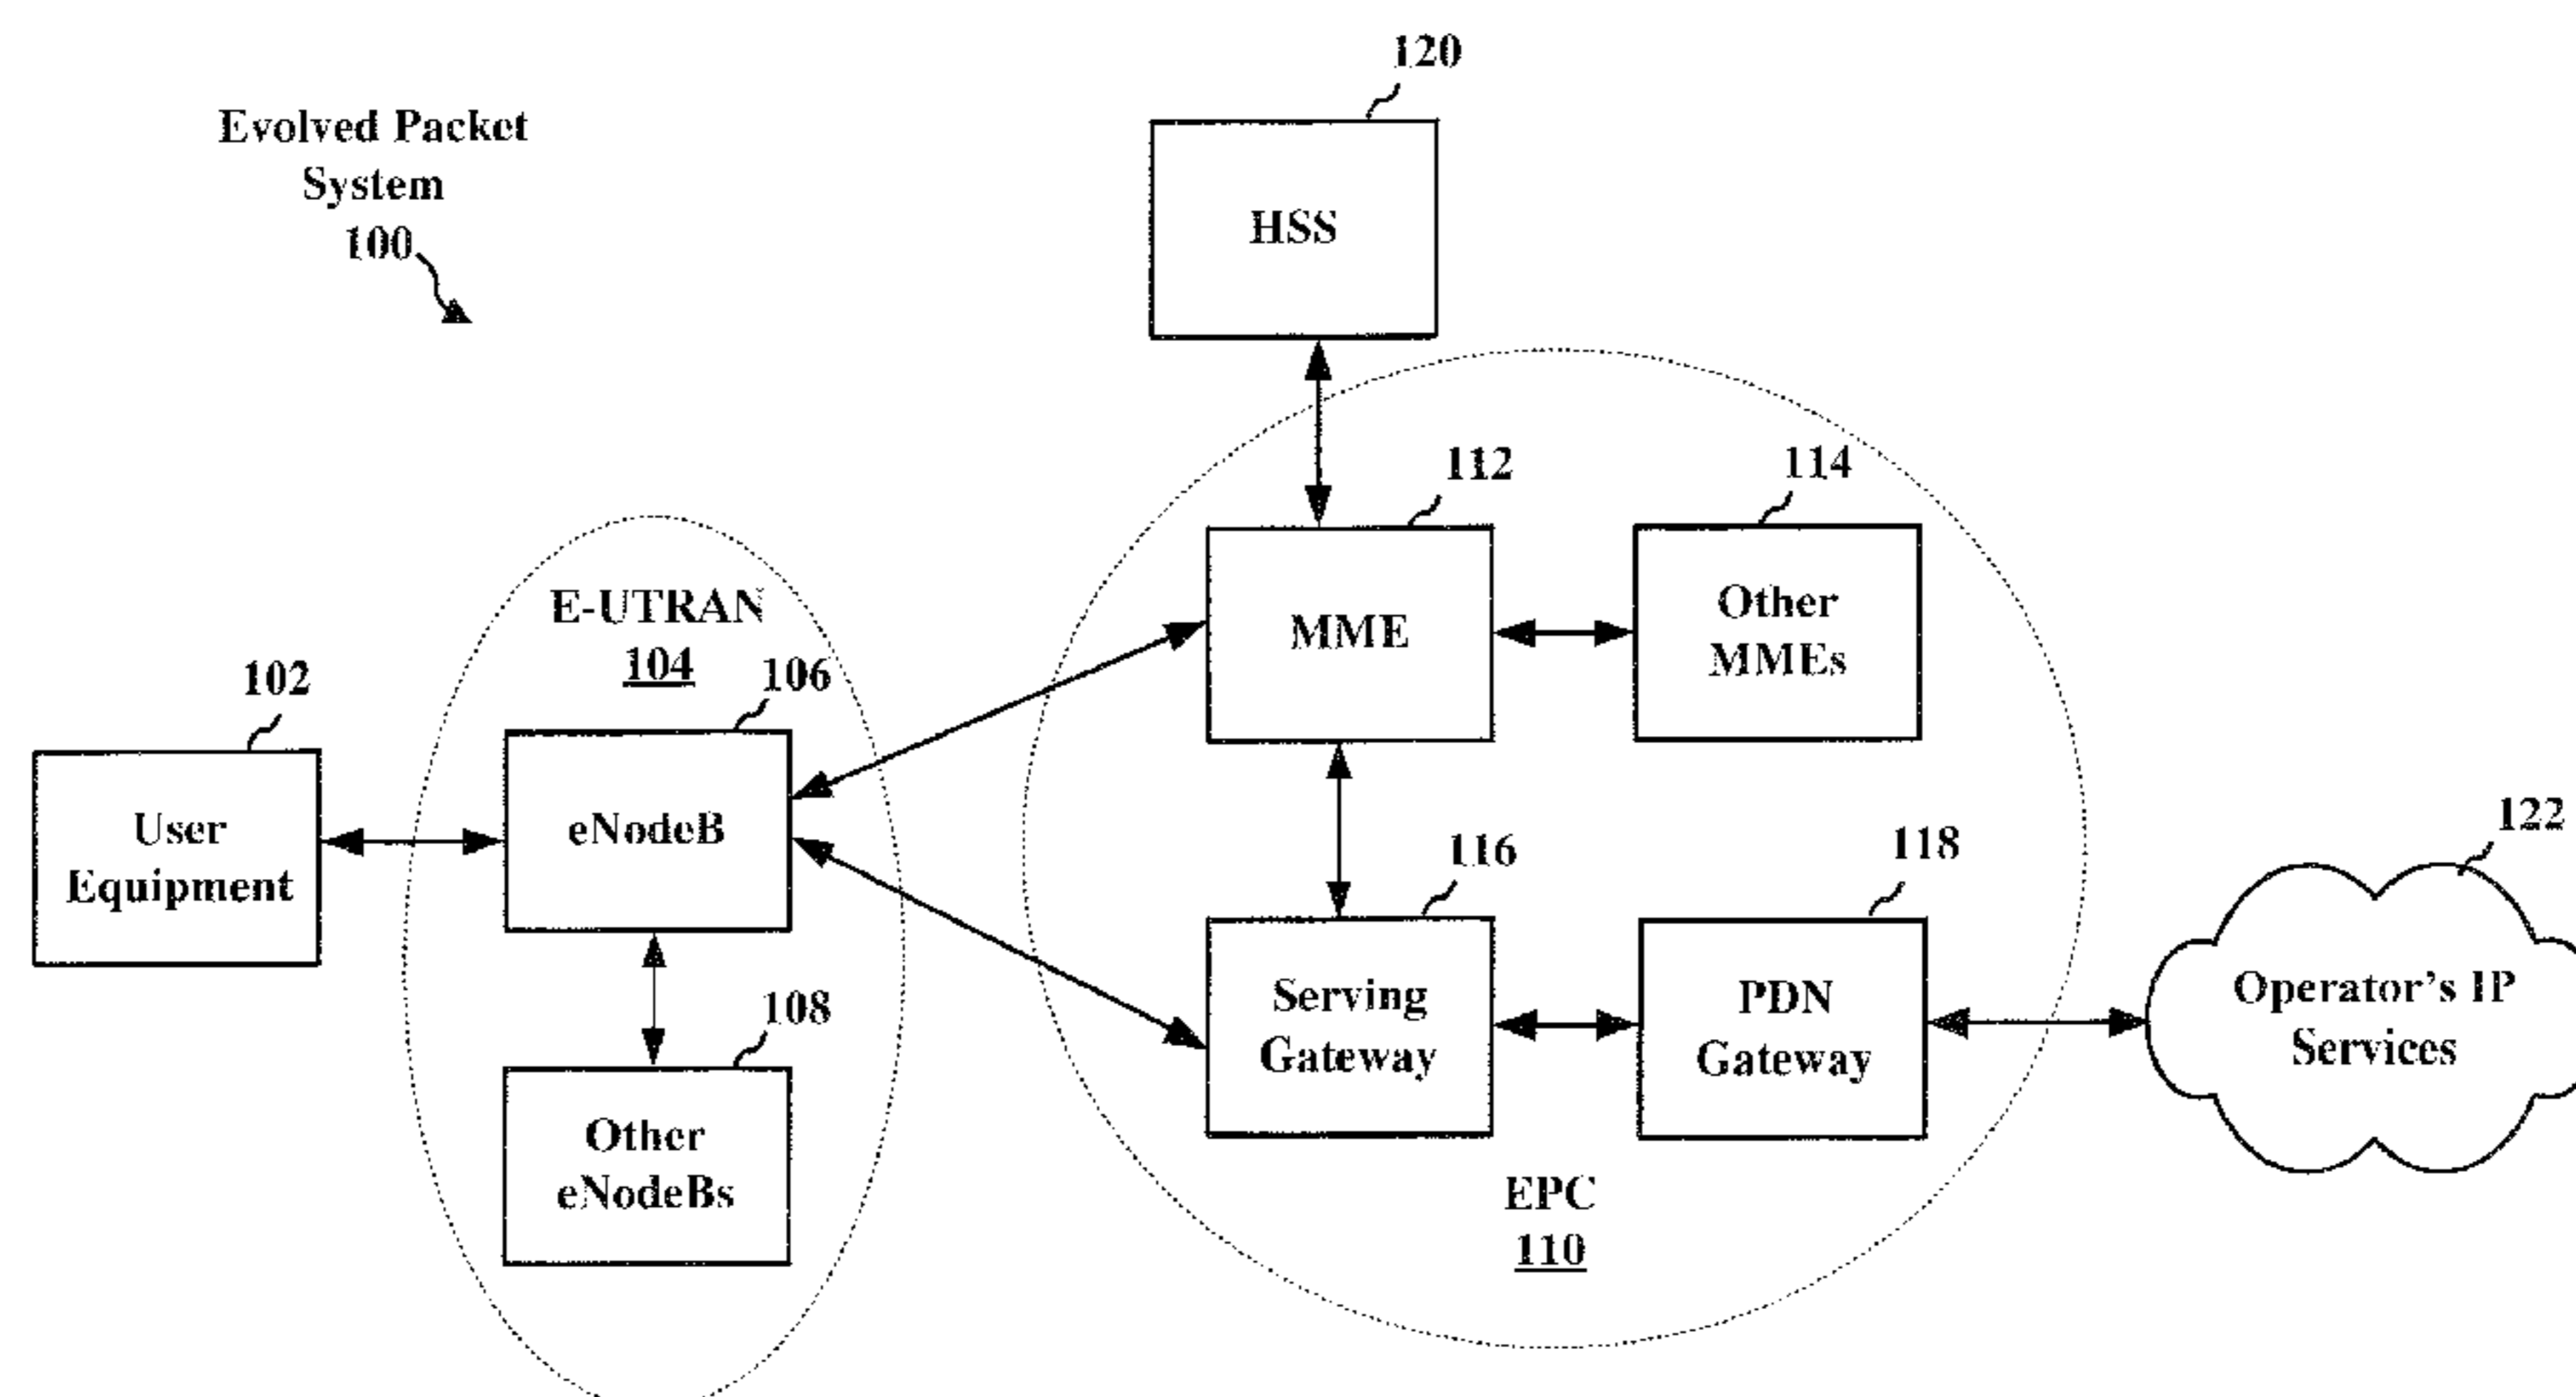 120
Evolved Packet
System
100
HSS
112
114
E-UTRAN
104
MME
Other
MMEs
102
106
User
Equipment
eNodeB
116
118
122
Serving
Gateway
PDN
Gateway
Operator's IP
Services
108
Other
eNodeBs
EPC
110